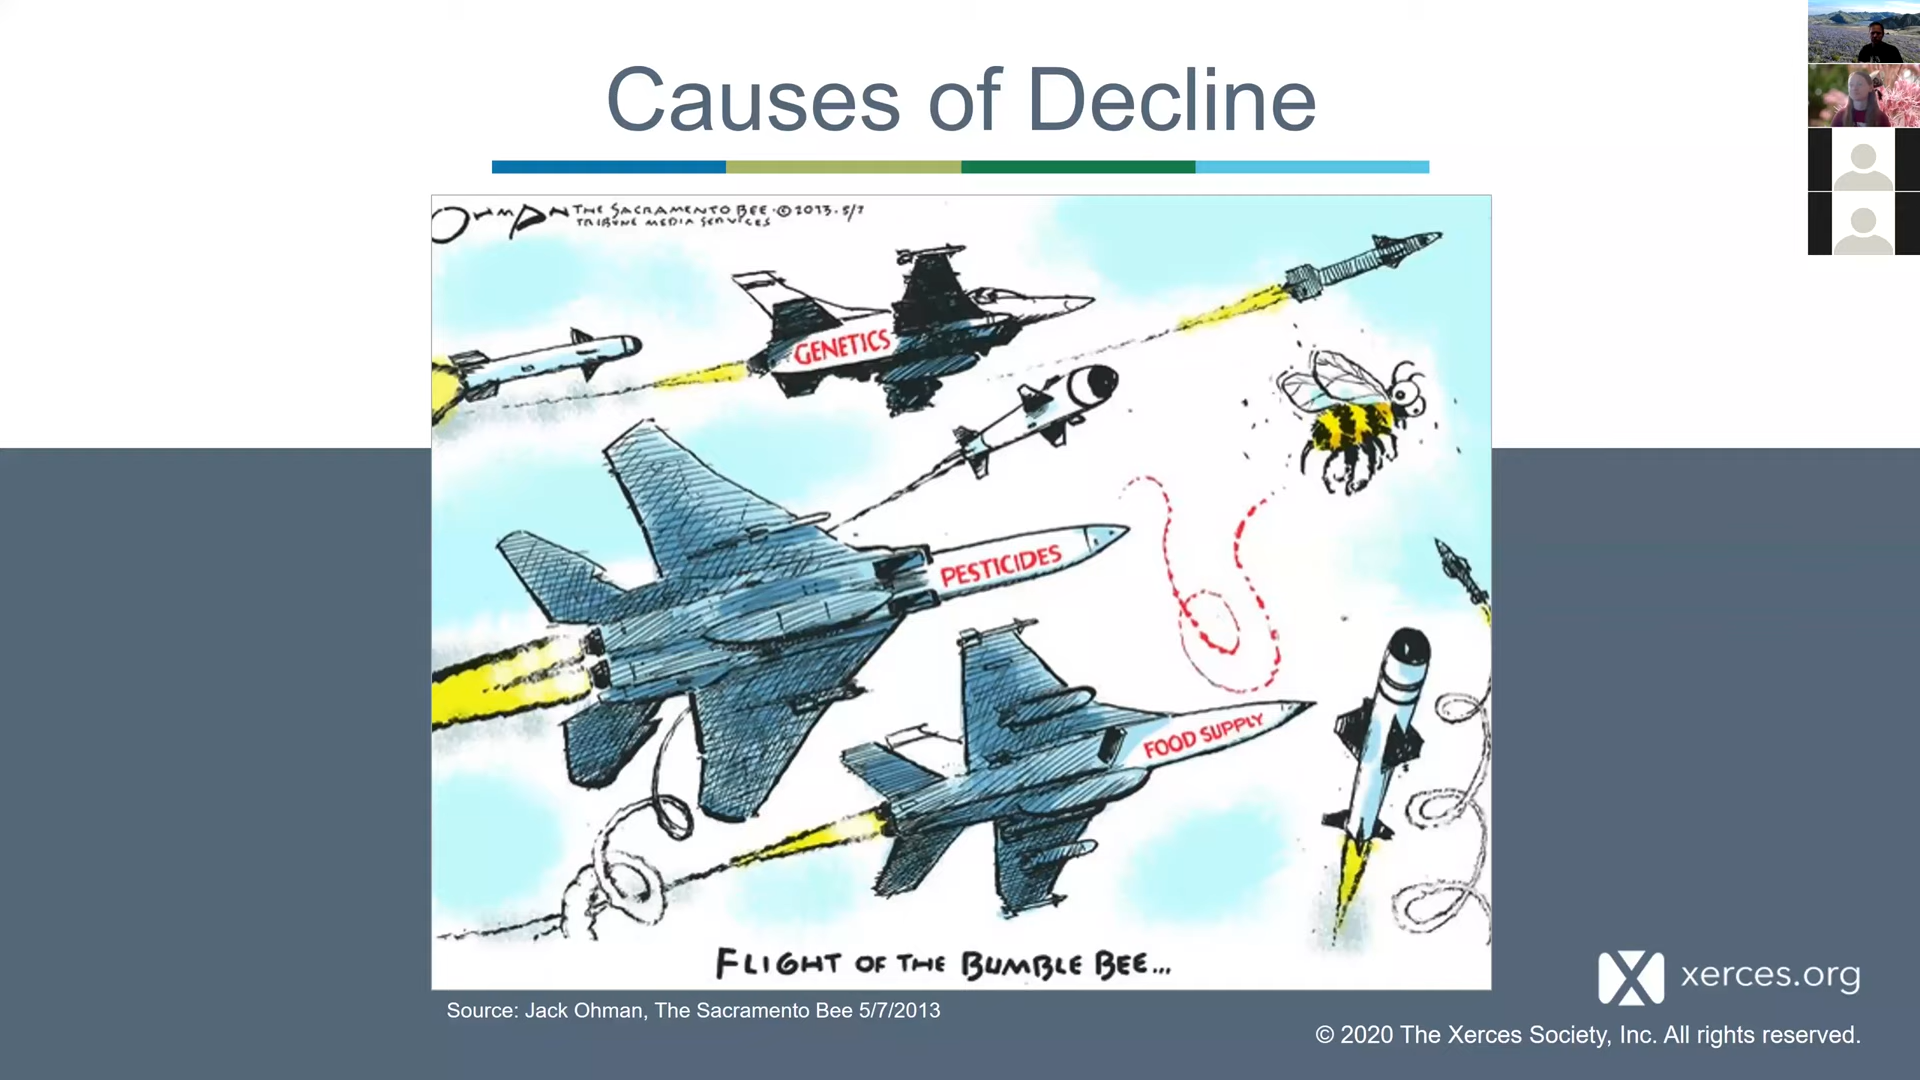 Causes of Decline
OHMAN THE SACRAMENTO BEE ·© 2013 · 5/7
TRIBUNE MEDIA SERVICES
GENETICS
PESTICIDES
FOOD SUPPLY
FLIGHT OF THE BUMBLE BEE...
xerces.org
Source: Jack Ohman, The Sacramento Bee 5/7/2013
© 2020 The Xerces Society, Inc. All rights reserved.